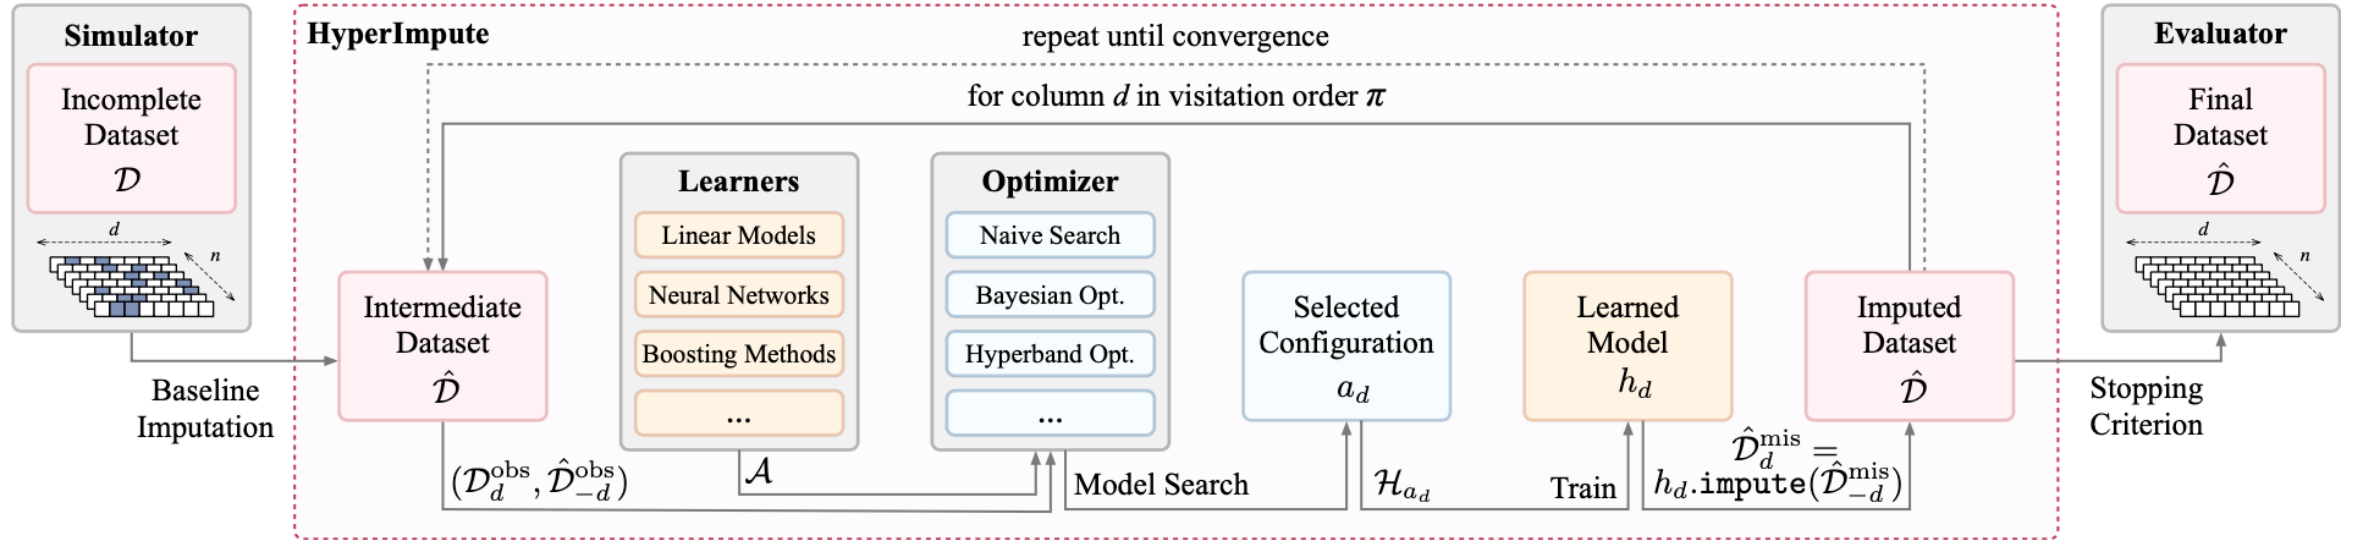 Simulator
Incomplete
Dataset
𝒟
d
n
Baseline
Imputation
HyperImpute
repeat until convergence
for column d in visitation order π
Intermediate
Dataset
𝒟̂
(𝒟_d^obs, 𝒟̂_{-d}^obs)
Learners
Linear Models
Neural Networks
Boosting Methods
...
𝒜
Optimizer
Naive Search
Bayesian Opt.
Hyperband Opt.
...
Model Search
Selected
Configuration
a_d
ℋ_{a_d}
Train
Learned
Model
h_d
𝒟̂_d^mis =
h_d.impute(𝒟̂_{-d}^mis)
Imputed
Dataset
𝒟̂
Stopping
Criterion
Evaluator
Final
Dataset
𝒟̂
d
n